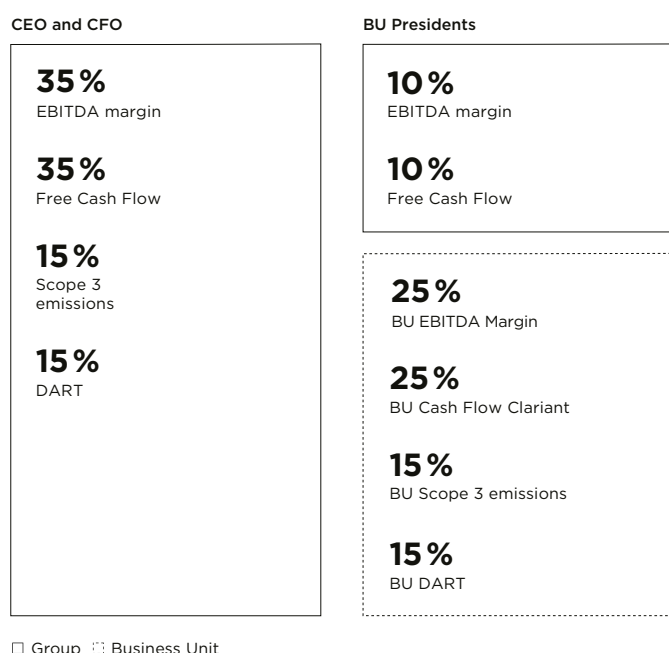 CEO and CFO
35%
EBITDA margin
35%
Free Cash Flow
15%
Scope 3
emissions
15%
DART
BU Presidents
10%
EBITDA margin
10%
Free Cash Flow
25%
BU EBITDA Margin
25%
BU Cash Flow Clariant
15%
BU Scope 3 emissions
15%
BU DART
Group Business Unit